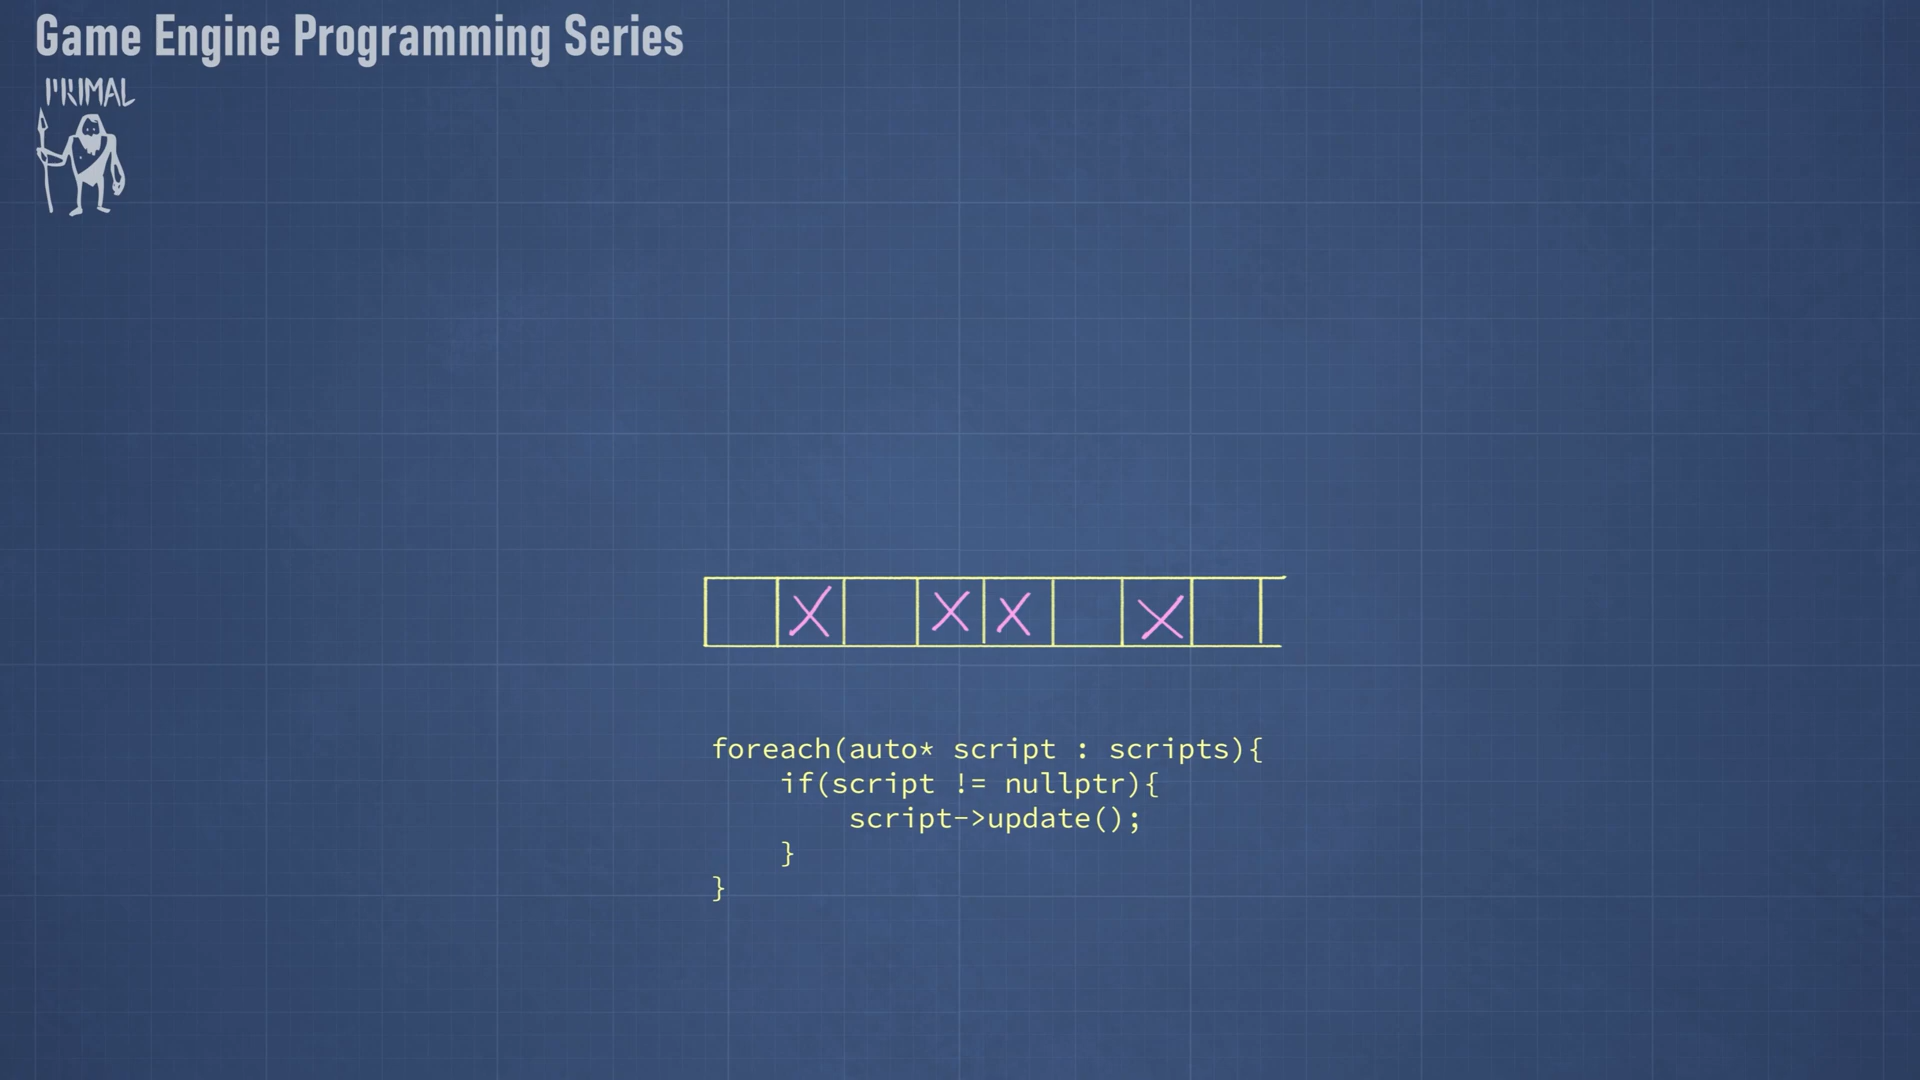 Game Engine Programming Series
PRIMAL
foreach(auto* script : scripts){
    if(script != nullptr){
        script->update();
    }
}